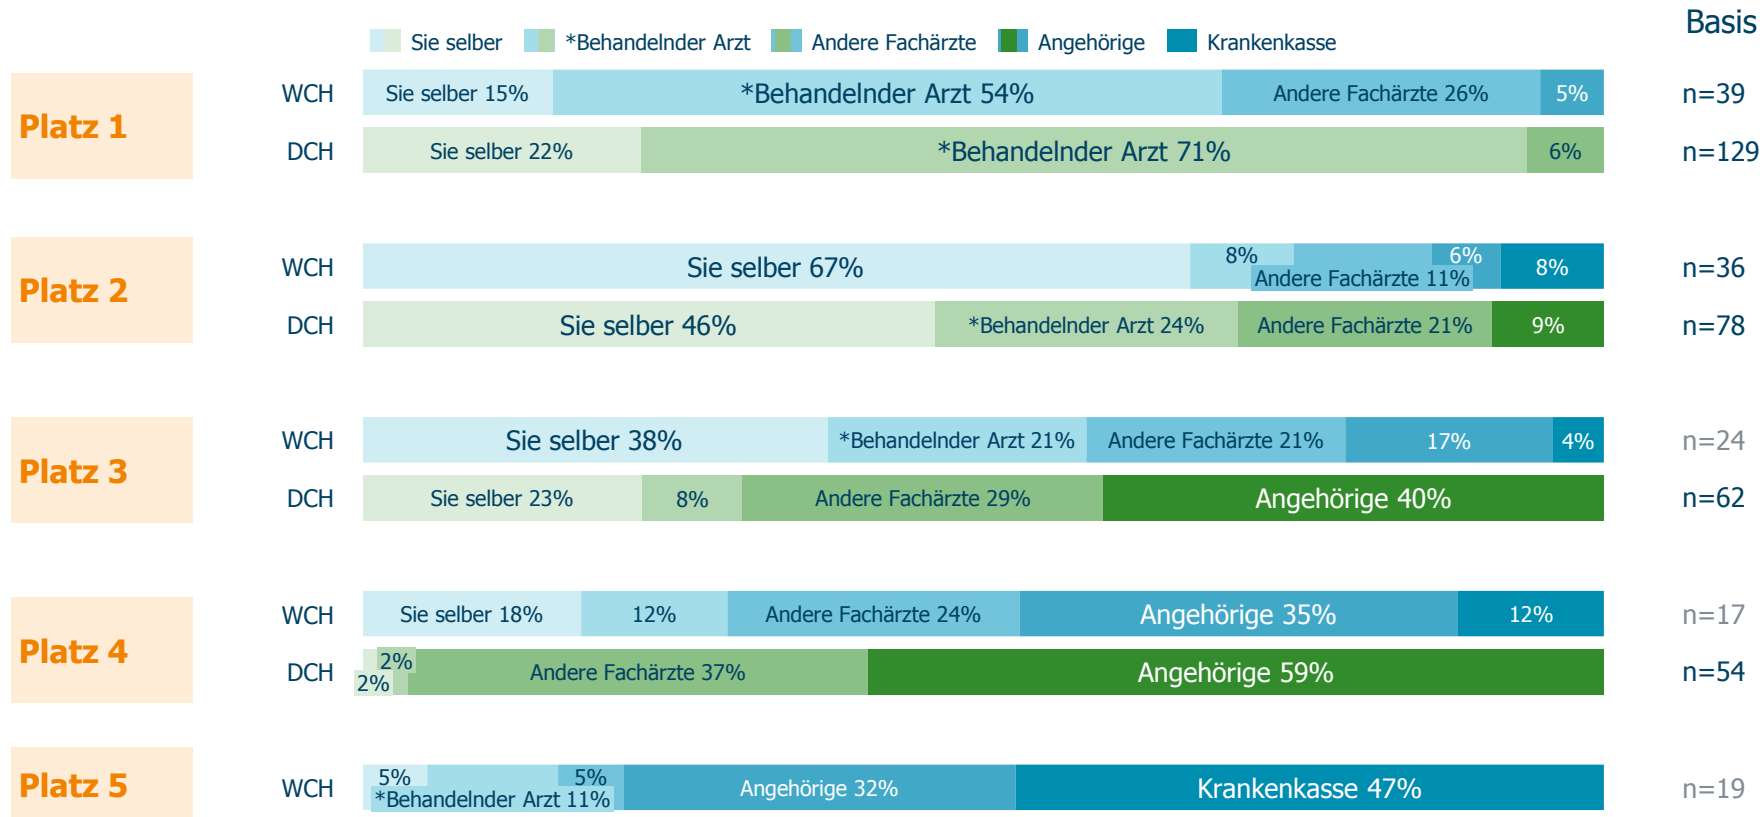 Basis
Sie selber *Behandelnder Arzt Andere Fachärzte Angehörige Krankenkasse
Platz 1
WCH Sie selber 15% *Behandelnder Arzt 54% Andere Fachärzte 26% 5% n=39
DCH Sie selber 22% *Behandelnder Arzt 71% 6% n=129
Platz 2
WCH Sie selber 67% 8% Andere Fachärzte 11% 6% 8% n=36
DCH Sie selber 46% *Behandelnder Arzt 24% Andere Fachärzte 21% 9% n=78
Platz 3
WCH Sie selber 38% *Behandelnder Arzt 21% Andere Fachärzte 21% 17% 4% n=24
DCH Sie selber 23% 8% Andere Fachärzte 29% Angehörige 40% n=62
Platz 4
WCH Sie selber 18% 12% Andere Fachärzte 24% Angehörige 35% 12% n=17
DCH 2% 2% Andere Fachärzte 37% Angehörige 59% n=54
Platz 5
WCH 5% *Behandelnder Arzt 11% 5% Angehörige 32% Krankenkasse 47% n=19